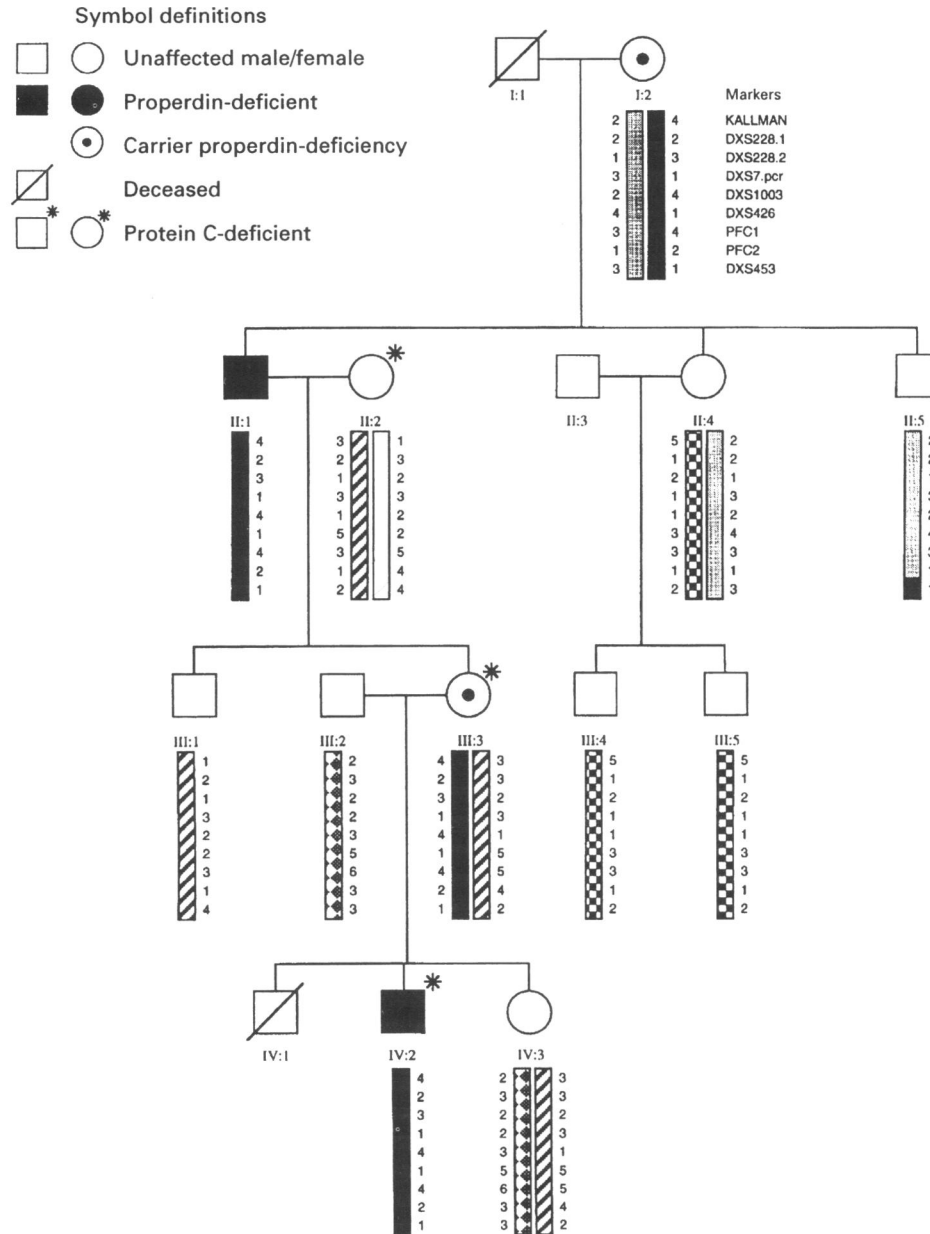 Symbol definitions
Unaffected male/female
Properdin-deficient
Carrier properdin-deficiency
Deceased
* * Protein C-deficient
I:1 I:2 Markers
2 4 KALLMAN
2 2 DXS228.1
1 3 DXS228.2
3 1 DXS7.pcr
2 4 DXS1003
4 1 DXS426
3 4 PFC1
1 2 PFC2
3 1 DXS453
*
II:1 II:2 II:3 II:4 II:5
4 3 1 5 2
2 2 3 1 2
3 1 2 2 1
1 3 3 1 3
4 1 2 1 2
1 5 2 3 4
4 3 5 3 3
2 1 4 1 1
1 2 4 2 3
*
III:1 III:2 III:3 III:4 III:5
1 2 4 3 5 5
2 3 2 3 1 1
1 2 3 2 2 2
3 2 1 3 1 1
2 3 4 1 1 1
2 5 1 5 3 3
3 6 4 5 3 3
1 3 2 4 1 1
4 3 1 2 2 2
*
IV:1 IV:2 IV:3
4 2 3
2 3 3
3 2 2
1 2 3
4 3 1
1 5 5
4 6 5
2 3 4
1 3 2